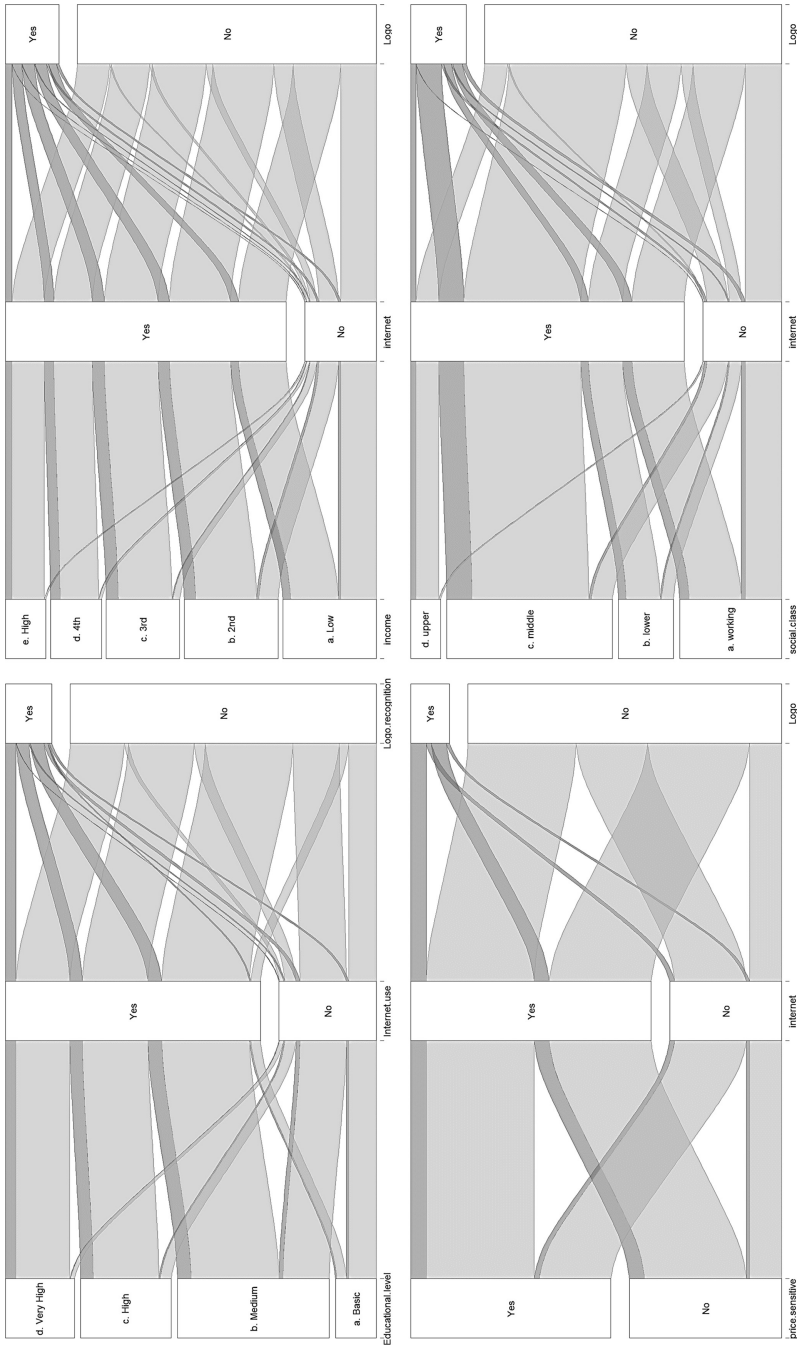 d. Very High
c. High
b. Medium
a. Basic
Yes
No
Yes
No
Educational.level
Internet.use
Logo.recognition
e. High
d. 4th
c. 3rd
b. 2nd
a. Low
Yes
No
Yes
No
income
internet
Logo
Yes
No
Yes
No
Yes
No
price.sensitive
internet
Logo
d. upper
c. middle
b. lower
a. working
Yes
No
Yes
No
social.class
internet
Logo